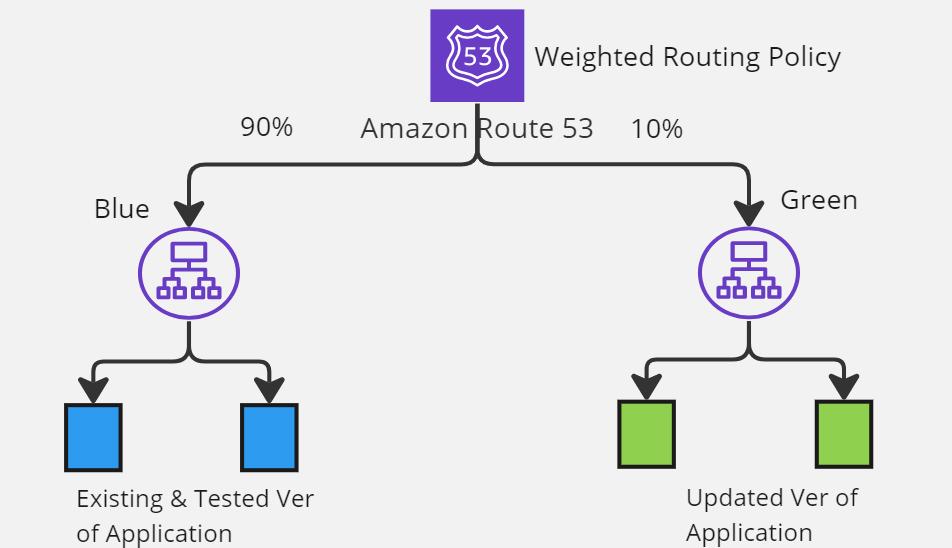 53
Weighted Routing Policy
90%
Amazon Route 53
10%
Blue
Green
Existing & Tested Ver
of Application
Updated Ver of
Application